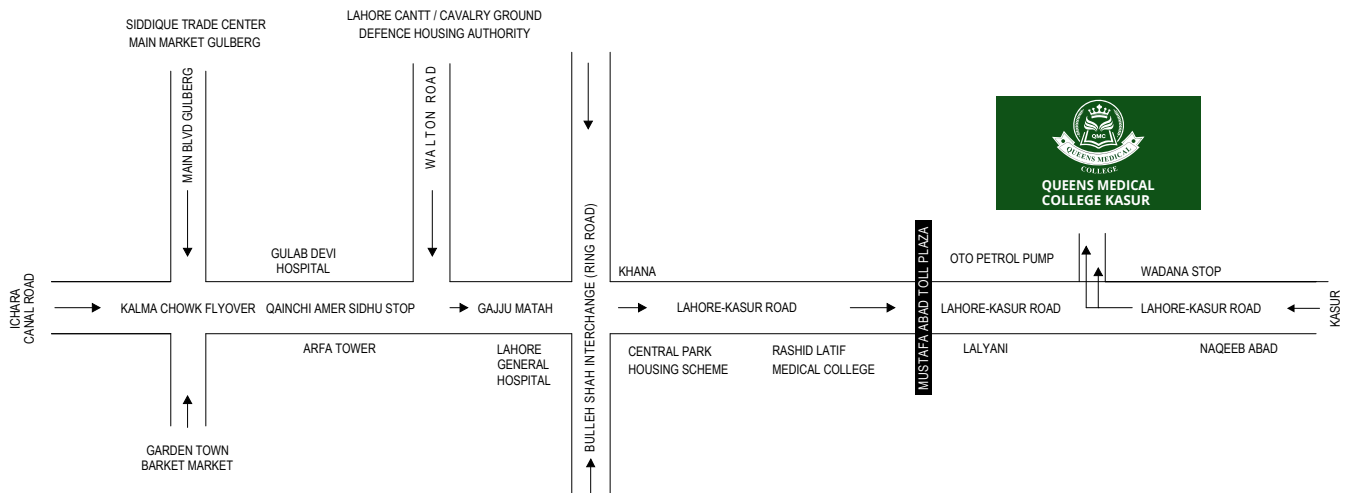 SIDDIQUE TRADE CENTER
MAIN MARKET GULBERG
LAHORE CANTT / CAVALRY GROUND
DEFENCE HOUSING AUTHORITY
MAIN BLVD GULBERG
WALTON ROAD
BULLEH SHAH INTERCHANGE (RING ROAD)
QMC
QUEENS MEDICAL
COLLEGE
QUEENS MEDICAL
COLLEGE KASUR
GULAB DEVI
HOSPITAL
KHANA
MUSTAFA ABAD TOLL PLAZA
OTO PETROL PUMP
WADANA STOP
ICHARA
CANAL ROAD
KALMA CHOWK FLYOVER
QAINCHI AMER SIDHU STOP
GAJJU MATAH
LAHORE-KASUR ROAD
LAHORE-KASUR ROAD
LAHORE-KASUR ROAD
KASUR
ARFA TOWER
LAHORE
GENERAL
HOSPITAL
CENTRAL PARK
HOUSING SCHEME
RASHID LATIF
MEDICAL COLLEGE
LALYANI
NAQEEB ABAD
GARDEN TOWN
BARKET MARKET